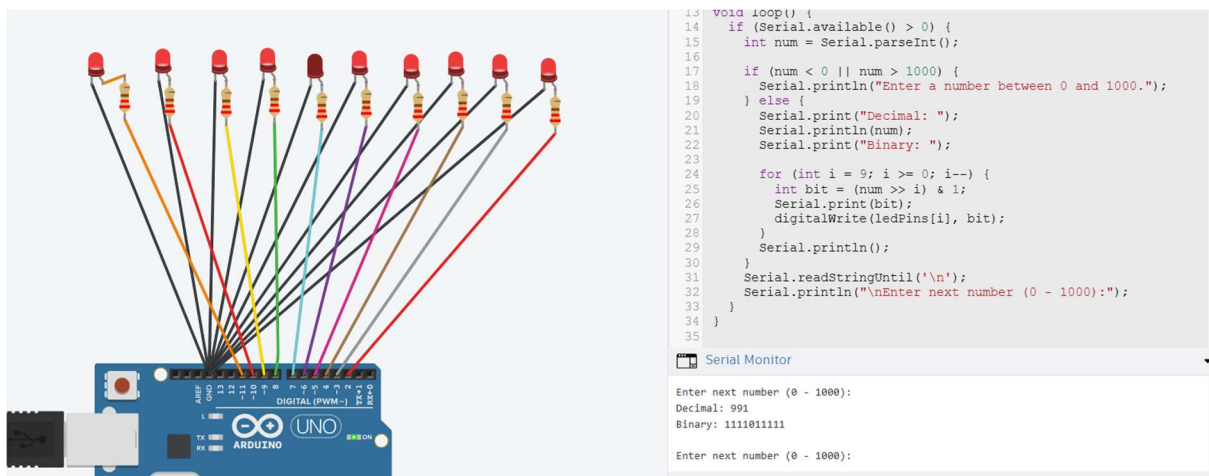 13 void loop() {
14 if (Serial.available() > 0) {
15 int num = Serial.parseInt();
16
17 if (num < 0 || num > 1000) {
18 Serial.println("Enter a number between 0 and 1000.");
19 } else {
20 Serial.print("Decimal: ");
21 Serial.println(num);
22 Serial.print("Binary: ");
23
24 for (int i = 9; i >= 0; i--) {
25 int bit = (num >> i) & 1;
26 Serial.print(bit);
27 digitalWrite(ledPins[i], bit);
28 }
29 Serial.println();
30 }
31 Serial.readStringUntil('\n');
32 Serial.println("\nEnter next number (0 - 1000):");
33 }
34 }
35
Serial Monitor
Enter next number (0 - 1000):
Decimal: 991
Binary: 1111011111
Enter next number (0 - 1000):
AREF
GND
13
12
~11
~10
~9
8
7
~6
~5
4
~3
2
TX→1
RX←0
DIGITAL (PWM~)
L
TX
RX
UNO
ARDUINO
ON